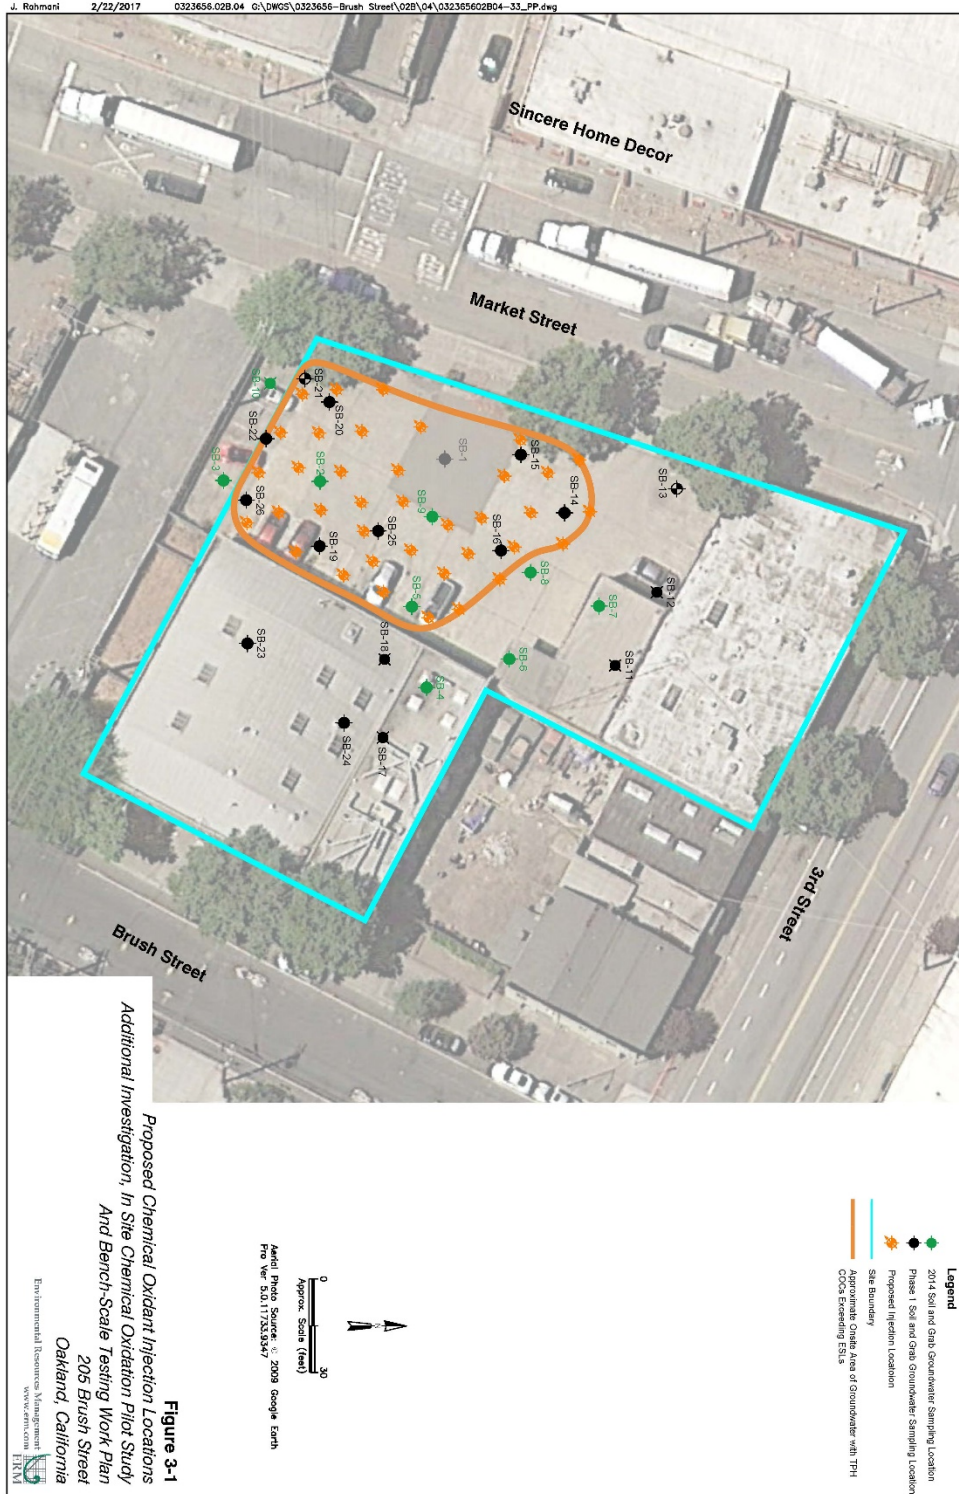 J. Rahmani 2/22/2017 0323656.02B.04 G:\DWGS\0323656-Brush Street\02B\04\032365602B04-33_PP.dwg
Sincere Home Decor
Market Street
KEEP CLEAR
KEEP CLEAR
SB-10
SB-21
SB-20
SB-22
SB-3
SB-2
SB-26
SB-1
SB-15
SB-14
SB-13
SB-9
SB-25
SB-19
SB-16
SB-8
SB-5
SB-7
SB-12
SB-6
SB-11
SB-18
SB-4
SB-23
SB-24
SB-17
3rd Street
Brush Street
Legend
2014 Soil and Grab Groundwater Sampling Location
Phase 1 Soil and Grab Groundwater Sampling Location
Proposed Injection Locatoion
Site Boundary
Approximate Onsite Area of Groundwater with TPH
COCs Exceeding ESLs
0 30
Approx. Scale (feet)
Aerial Photo Source: © 2009 Google Earth
Pro Ver 5.0.11733.9347
Figure 3-1
Proposed Chemical Oxidant Injection Locations
Additional Investigation, In Site Chemical Oxidation Pilot Study
And Bench-Scale Testing Work Plan
205 Brush Street
Oakland, California
Environmental Resources Management
www.erm.com
ERM